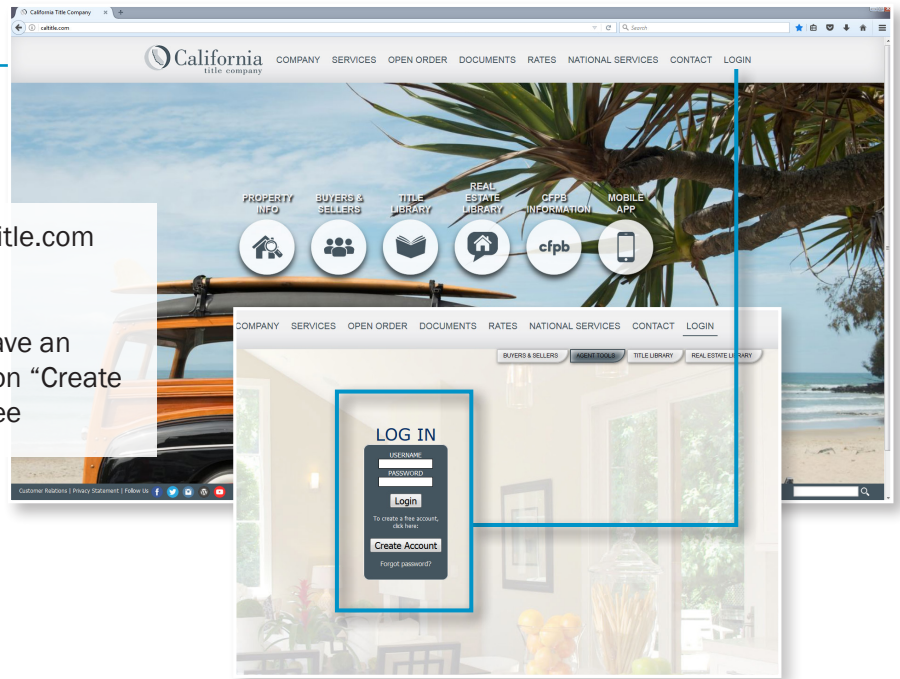 California Title Company
caltitle.com
Search
California
title company
COMPANY SERVICES OPEN ORDER DOCUMENTS RATES NATIONAL SERVICES CONTACT LOGIN
PROPERTY INFO
BUYERS & SELLERS
TITLE LIBRARY
REAL ESTATE LIBRARY
CFPB INFORMATION
MOBILE APP
cfpb
itle.com
ave an
on “Create
ee
COMPANY SERVICES OPEN ORDER DOCUMENTS RATES NATIONAL SERVICES CONTACT LOGIN
BUYERS & SELLERS AGENT TOOLS TITLE LIBRARY REAL ESTATE LIBRARY
LOG IN
USERNAME
PASSWORD
Login
To create a free account,
click here:
Create Account
Forgot password?
Customer Relations | Privacy Statement | Follow Us